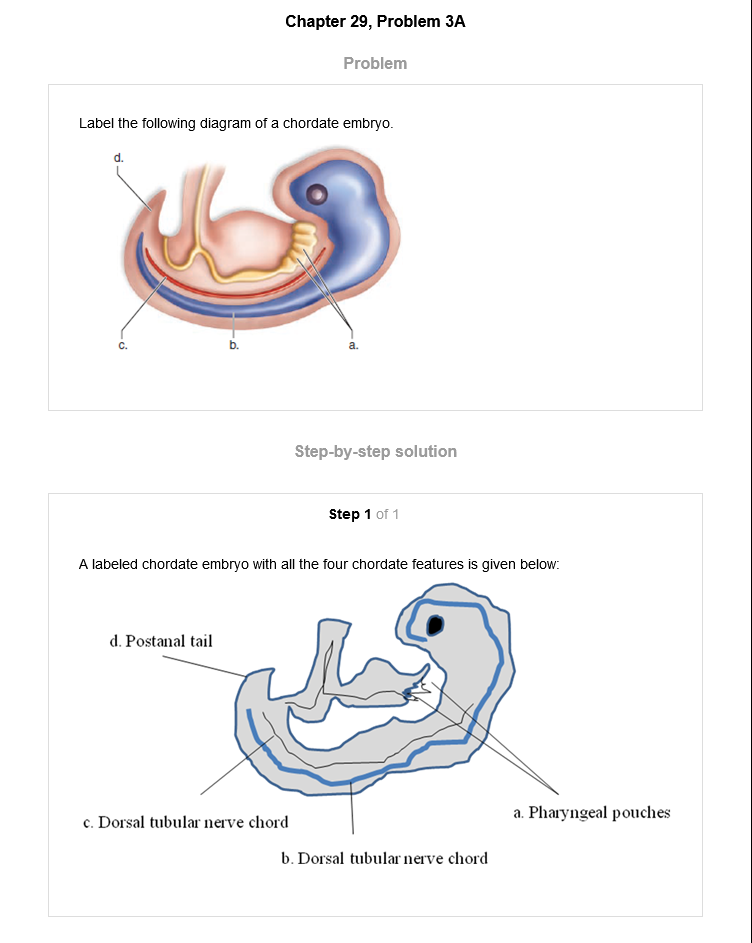 Chapter 29, Problem 3A
Problem
Label the following diagram of a chordate embryo.
d.
c.
b.
a.
Step-by-step solution
Step 1 of 1
A labeled chordate embryo with all the four chordate features is given below:
d. Postanal tail
a. Pharyngeal pouches
c. Dorsal tubular nerve chord
b. Dorsal tubular nerve chord